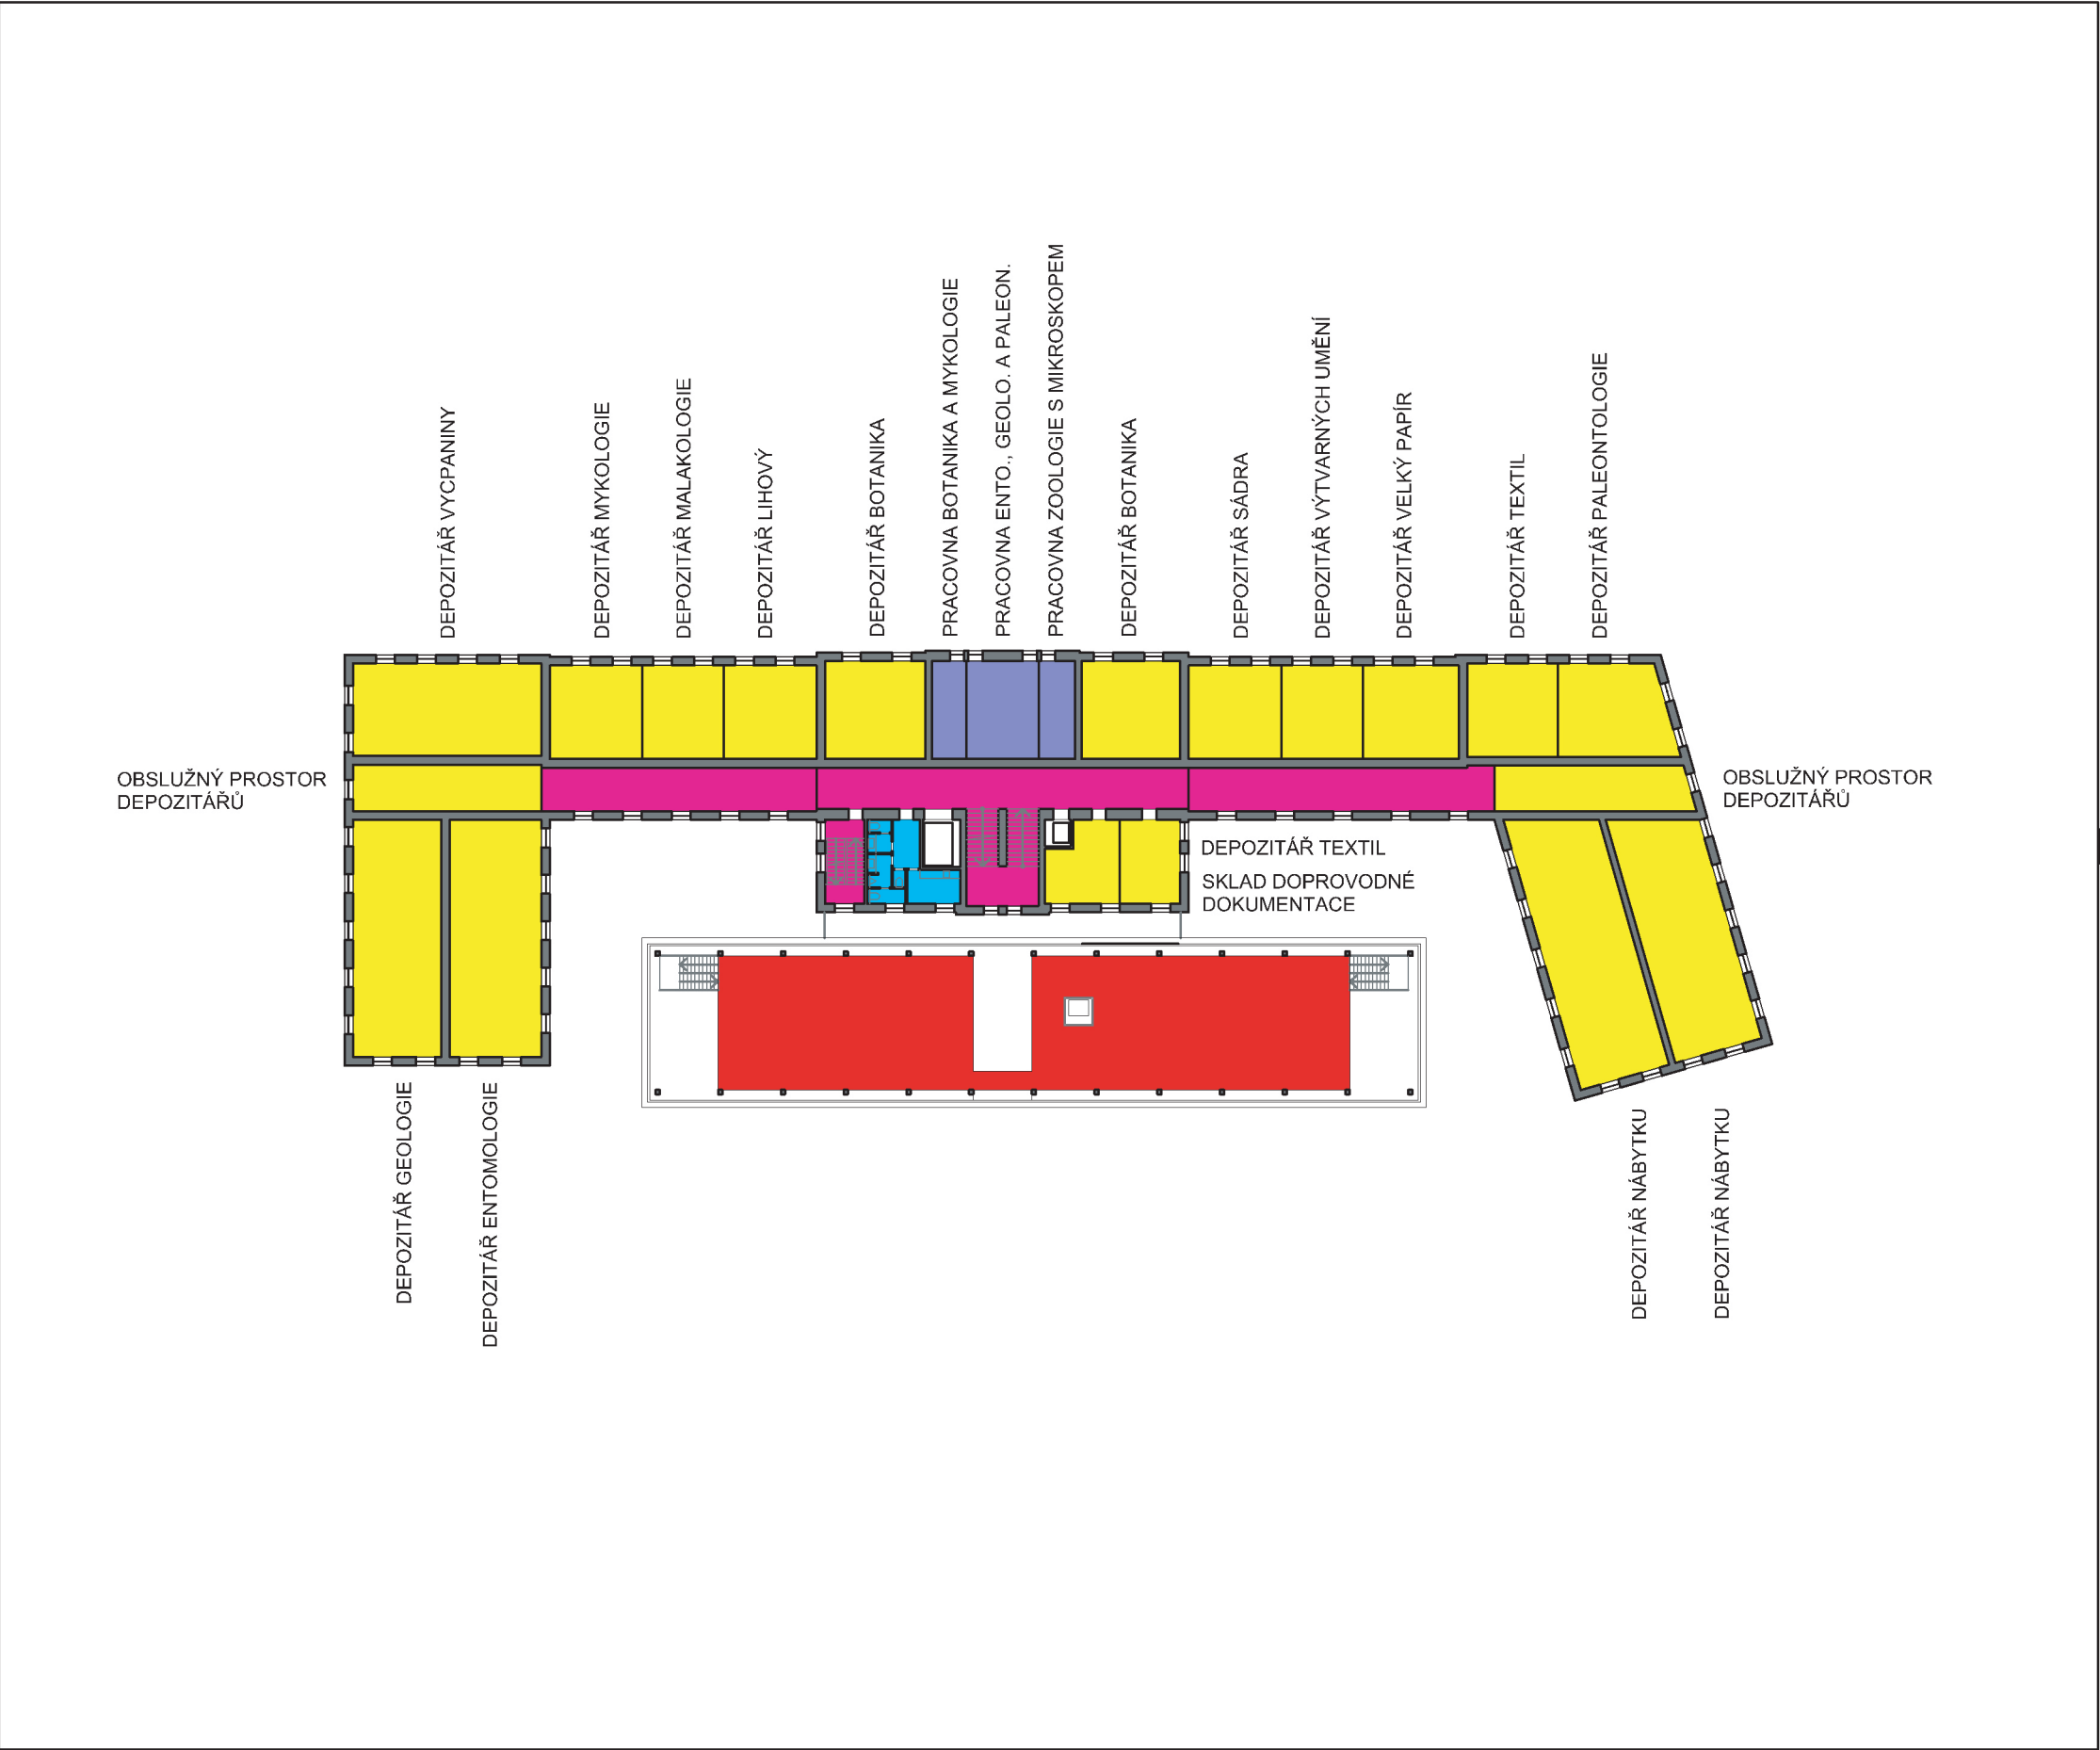 DEPOZITÁŘ VYCPANINY
DEPOZITÁŘ MYKOLOGIE
DEPOZITÁŘ MALAKOLOGIE
DEPOZITÁŘ LIHOVÝ
DEPOZITÁŘ BOTANIKA
PRACOVNA BOTANIKA A MYKOLOGIE
PRACOVNA ENTO., GEOLO. A PALEON.
PRACOVNA ZOOLOGIE S MIKROSKOPEM
DEPOZITÁŘ BOTANIKA
DEPOZITÁŘ SÁDRA
DEPOZITÁŘ VÝTVARNÝCH UMĚNÍ
DEPOZITÁŘ VELKÝ PAPÍR
DEPOZITÁŘ TEXTIL
DEPOZITÁŘ PALEONTOLOGIE
OBSLUŽNÝ PROSTOR
DEPOZITÁŘŮ
OBSLUŽNÝ PROSTOR
DEPOZITÁŘŮ
DEPOZITÁŘ TEXTIL
SKLAD DOPROVODNÉ
DOKUMENTACE
DEPOZITÁŘ GEOLOGIE
DEPOZITÁŘ ENTOMOLOGIE
DEPOZITÁŘ NÁBYTKU
DEPOZITÁŘ NÁBYTKU